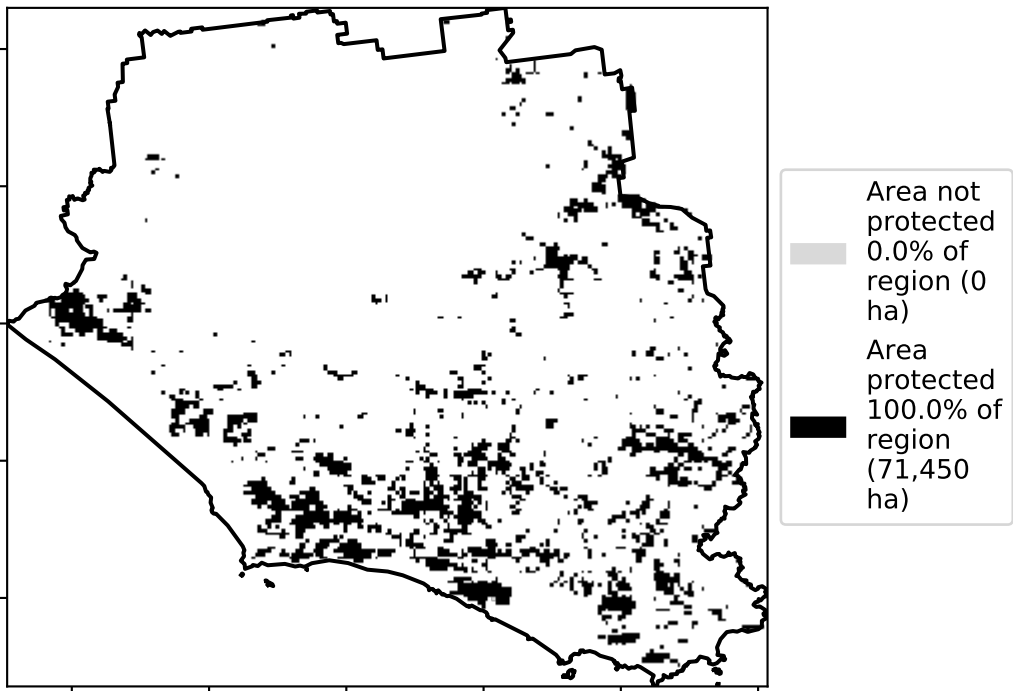 Area not
protected
0.0% of
region (0
ha)
Area
protected
100.0% of
region
(71,450
ha)